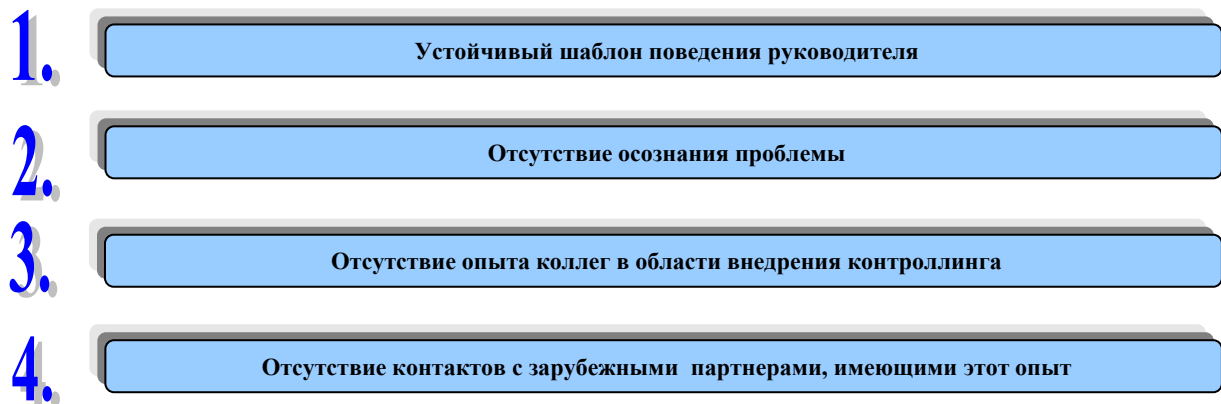 1. Устойчивый шаблон поведения руководителя
2. Отсутствие осознания проблемы
3. Отсутствие опыта коллег в области внедрения контроллинга
4. Отсутствие контактов с зарубежными  партнерами, имеющими этот опыт